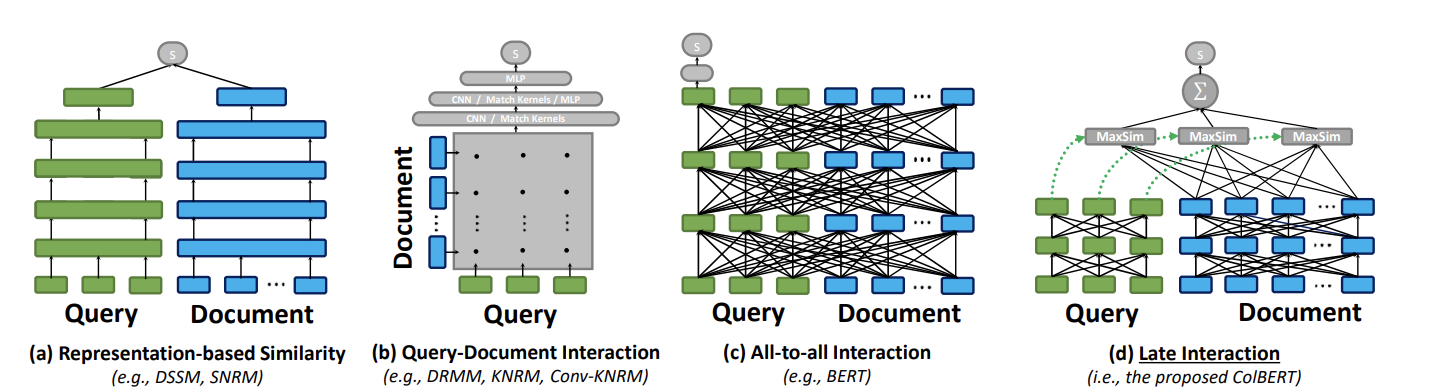 S
Query
Document
(a) Representation-based Similarity
(e.g., DSSM, SNRM)
S
MLP
CNN / Match Kernels / MLP
CNN / Match Kernels
Document
Query
(b) Query-Document Interaction
(e.g., DRMM, KNRM, Conv-KNRM)
S
Query
Document
(c) All-to-all Interaction
(e.g., BERT)
S
Σ
MaxSim
MaxSim
MaxSim
Query
Document
(d) Late Interaction
(i.e., the proposed ColBERT)